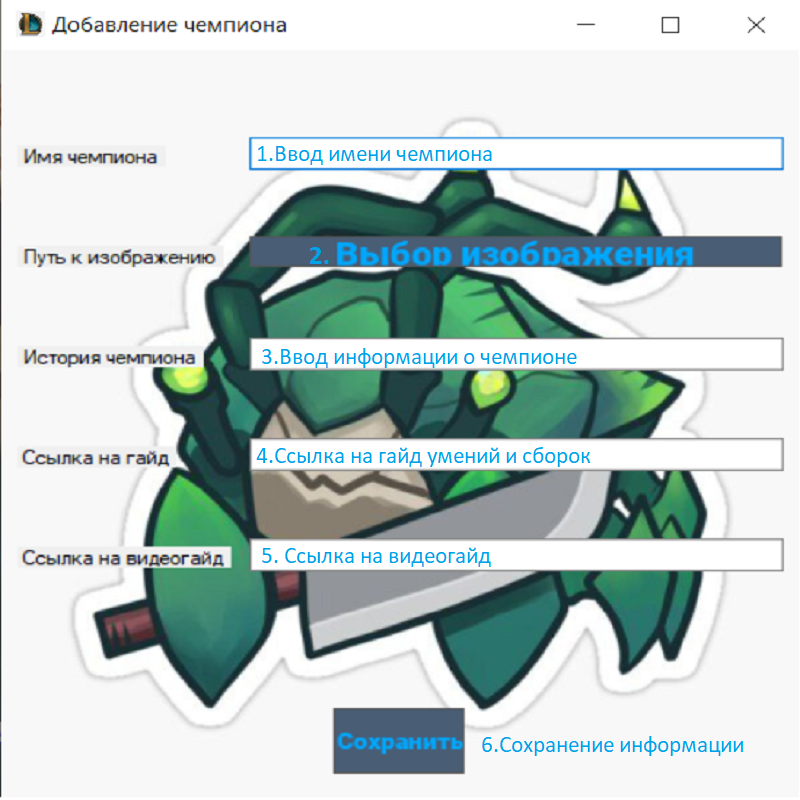 Добавление чемпиона
Имя чемпиона 1.Ввод имени чемпиона
Путь к изображению 2. Выбор изображения
История чемпиона 3.Ввод информации о чемпионе
Ссылка на гайд 4.Ссылка на гайд умений и сборок
Ссылка на видеогайд 5. Ссылка на видеогайд
Сохранить 6.Сохранение информации